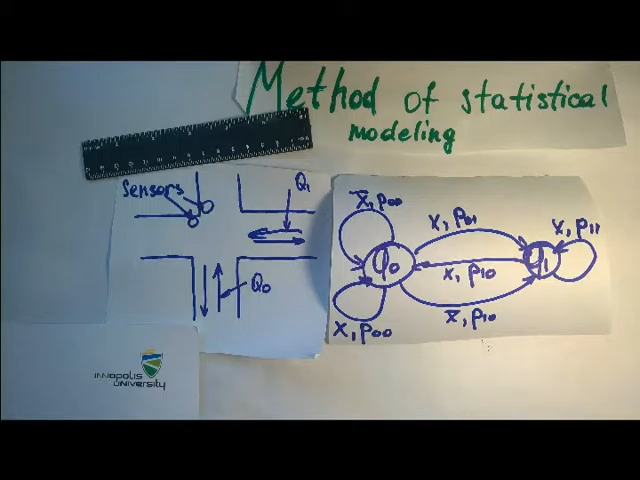 Method of statistical
modeling
Sensors
Q1
Q0
x̅, p00
x, p01
x, p11
q0
q1
x, p10
x̅, p10
x, p00
INNOPOLIS
UNIVERSITY